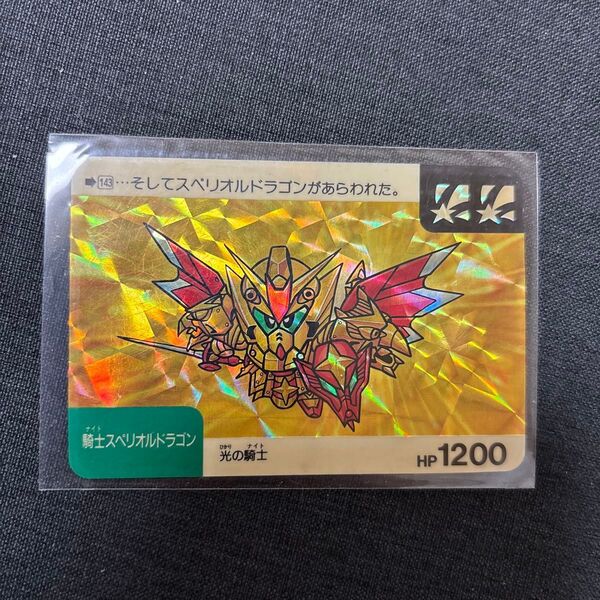 ➡143…そしてスペリオルドラゴンがあらわれた。
ナイト
騎士スペリオルドラゴン
ひかり ナイト
光の騎士
HP 1200